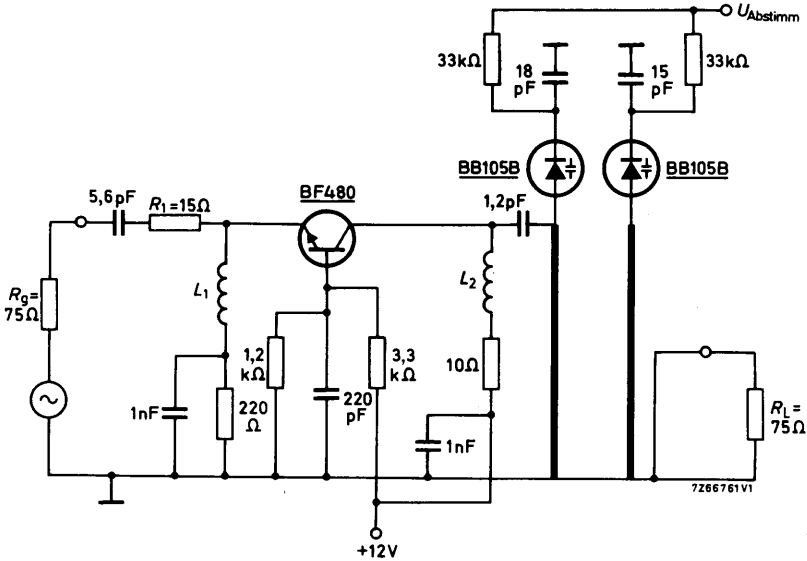 U_Abstimm
33kΩ
18
pF
15
pF
33kΩ
BB105B
BB105B
5,6pF
R₁=15Ω
BF480
1,2pF
L₁
L₂
Rg=
75Ω
1,2
kΩ
3,3
kΩ
10Ω
1nF
220
Ω
220
pF
1nF
R_L=
75Ω
7Z66761V1
+12V